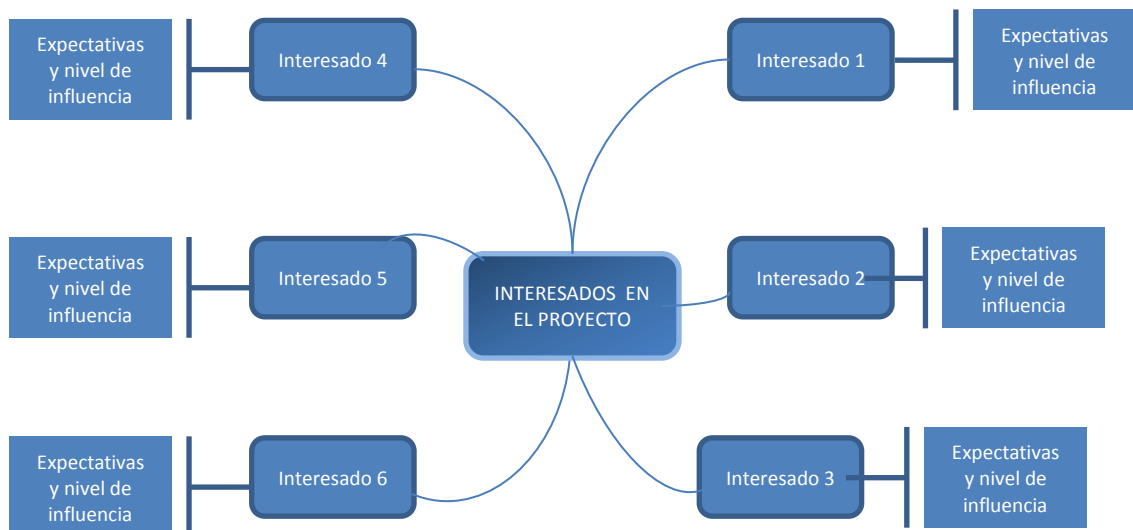 Expectativas
y nivel de
influencia
Interesado 4
Interesado 1
Expectativas
y nivel de
influencia
Expectativas
y nivel de
influencia
Interesado 5
INTERESADOS EN
EL PROYECTO
Interesado 2
Expectativas
y nivel de
influencia
Expectativas
y nivel de
influencia
Interesado 6
Interesado 3
Expectativas
y nivel de
influencia